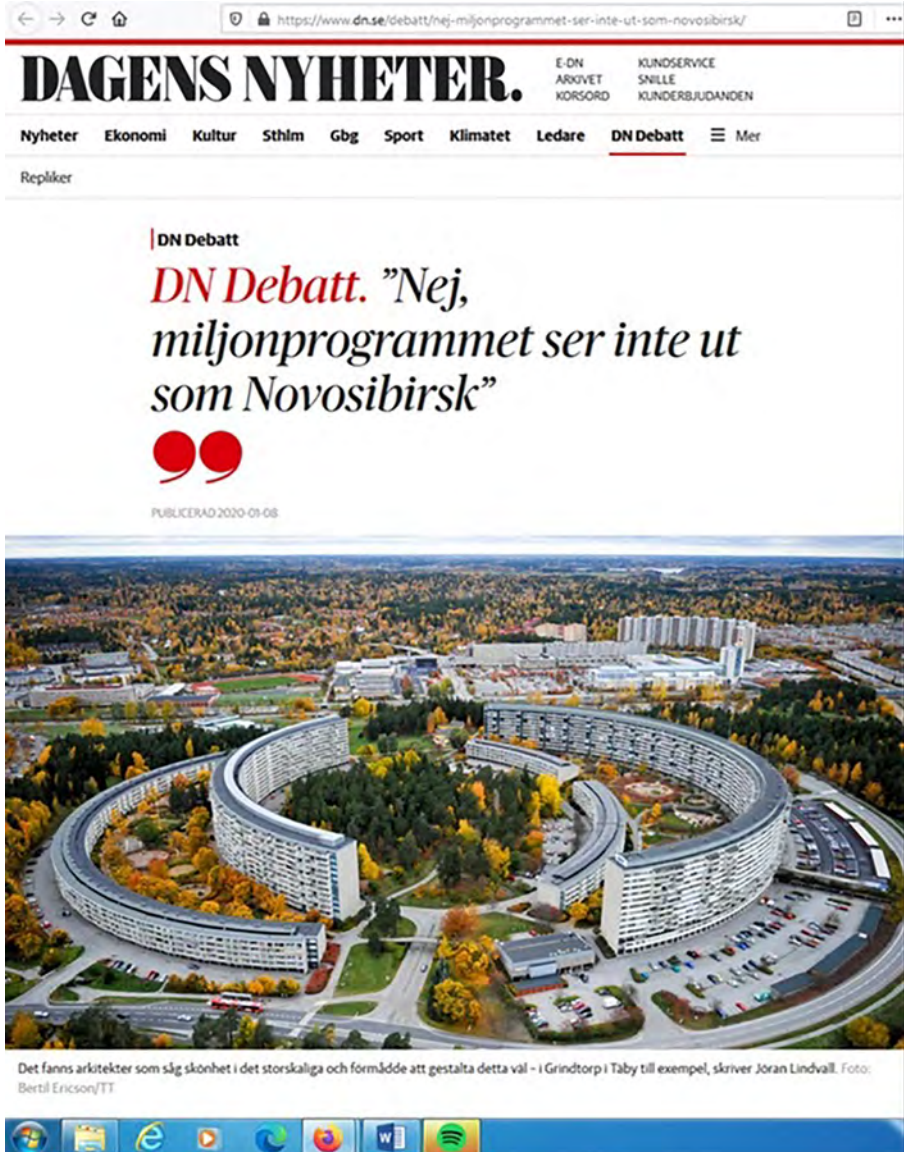 https://www.dn.se/debatt/nej-miljonprogrammet-ser-inte-ut-som-novosibirsk/
DAGENS NYHETER.
E-DN
ARKIVET
KORSORD
KUNDSERVICE
SNILLE
KUNDERBJUDANDEN
Nyheter Ekonomi Kultur Sthlm Gbg Sport Klimatet Ledare DN Debatt Mer
Repliker
DN Debatt
DN Debatt. ”Nej,
miljonprogrammet ser inte ut
som Novosibirsk”
PUBLICERAD 2020-01-08
Det fanns arkitekter som såg skönhet i det storskaliga och förmådde att gestalta detta väl – i Grindtorp i Täby till exempel, skriver Jöran Lindvall. Foto:
Bertil Ericson/TT